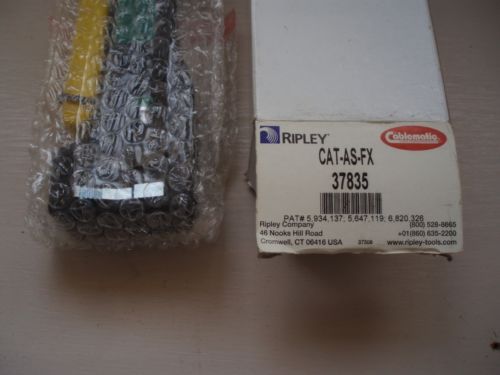 RIPLEY
Cablematic
CAT-AS-FX
37835
PAT# 5,934,137; 5,647,119; 6,820,326
Ripley Company (800) 528-8665
46 Nooks Hill Road +01(860) 635-2200
Cromwell, CT 06416 USA 37806 www.ripley-tools.com